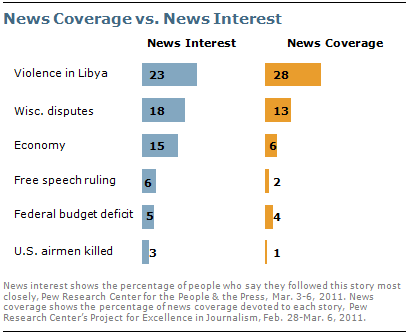 News Coverage vs. News Interest
News Interest News Coverage
Violence in Libya 23 28
Wisc. disputes 18 13
Economy 15 6
Free speech ruling 6 2
Federal budget deficit 5 4
U.S. airmen killed 3 1
News interest shows the percentage of people who say they followed this story most
closely, Pew Research Center for the People & the Press, Mar. 3-6, 2011. News
coverage shows the percentage of news coverage devoted to each story, Pew
Research Center's Project for Excellence in Journalism, Feb. 28-Mar. 6, 2011.